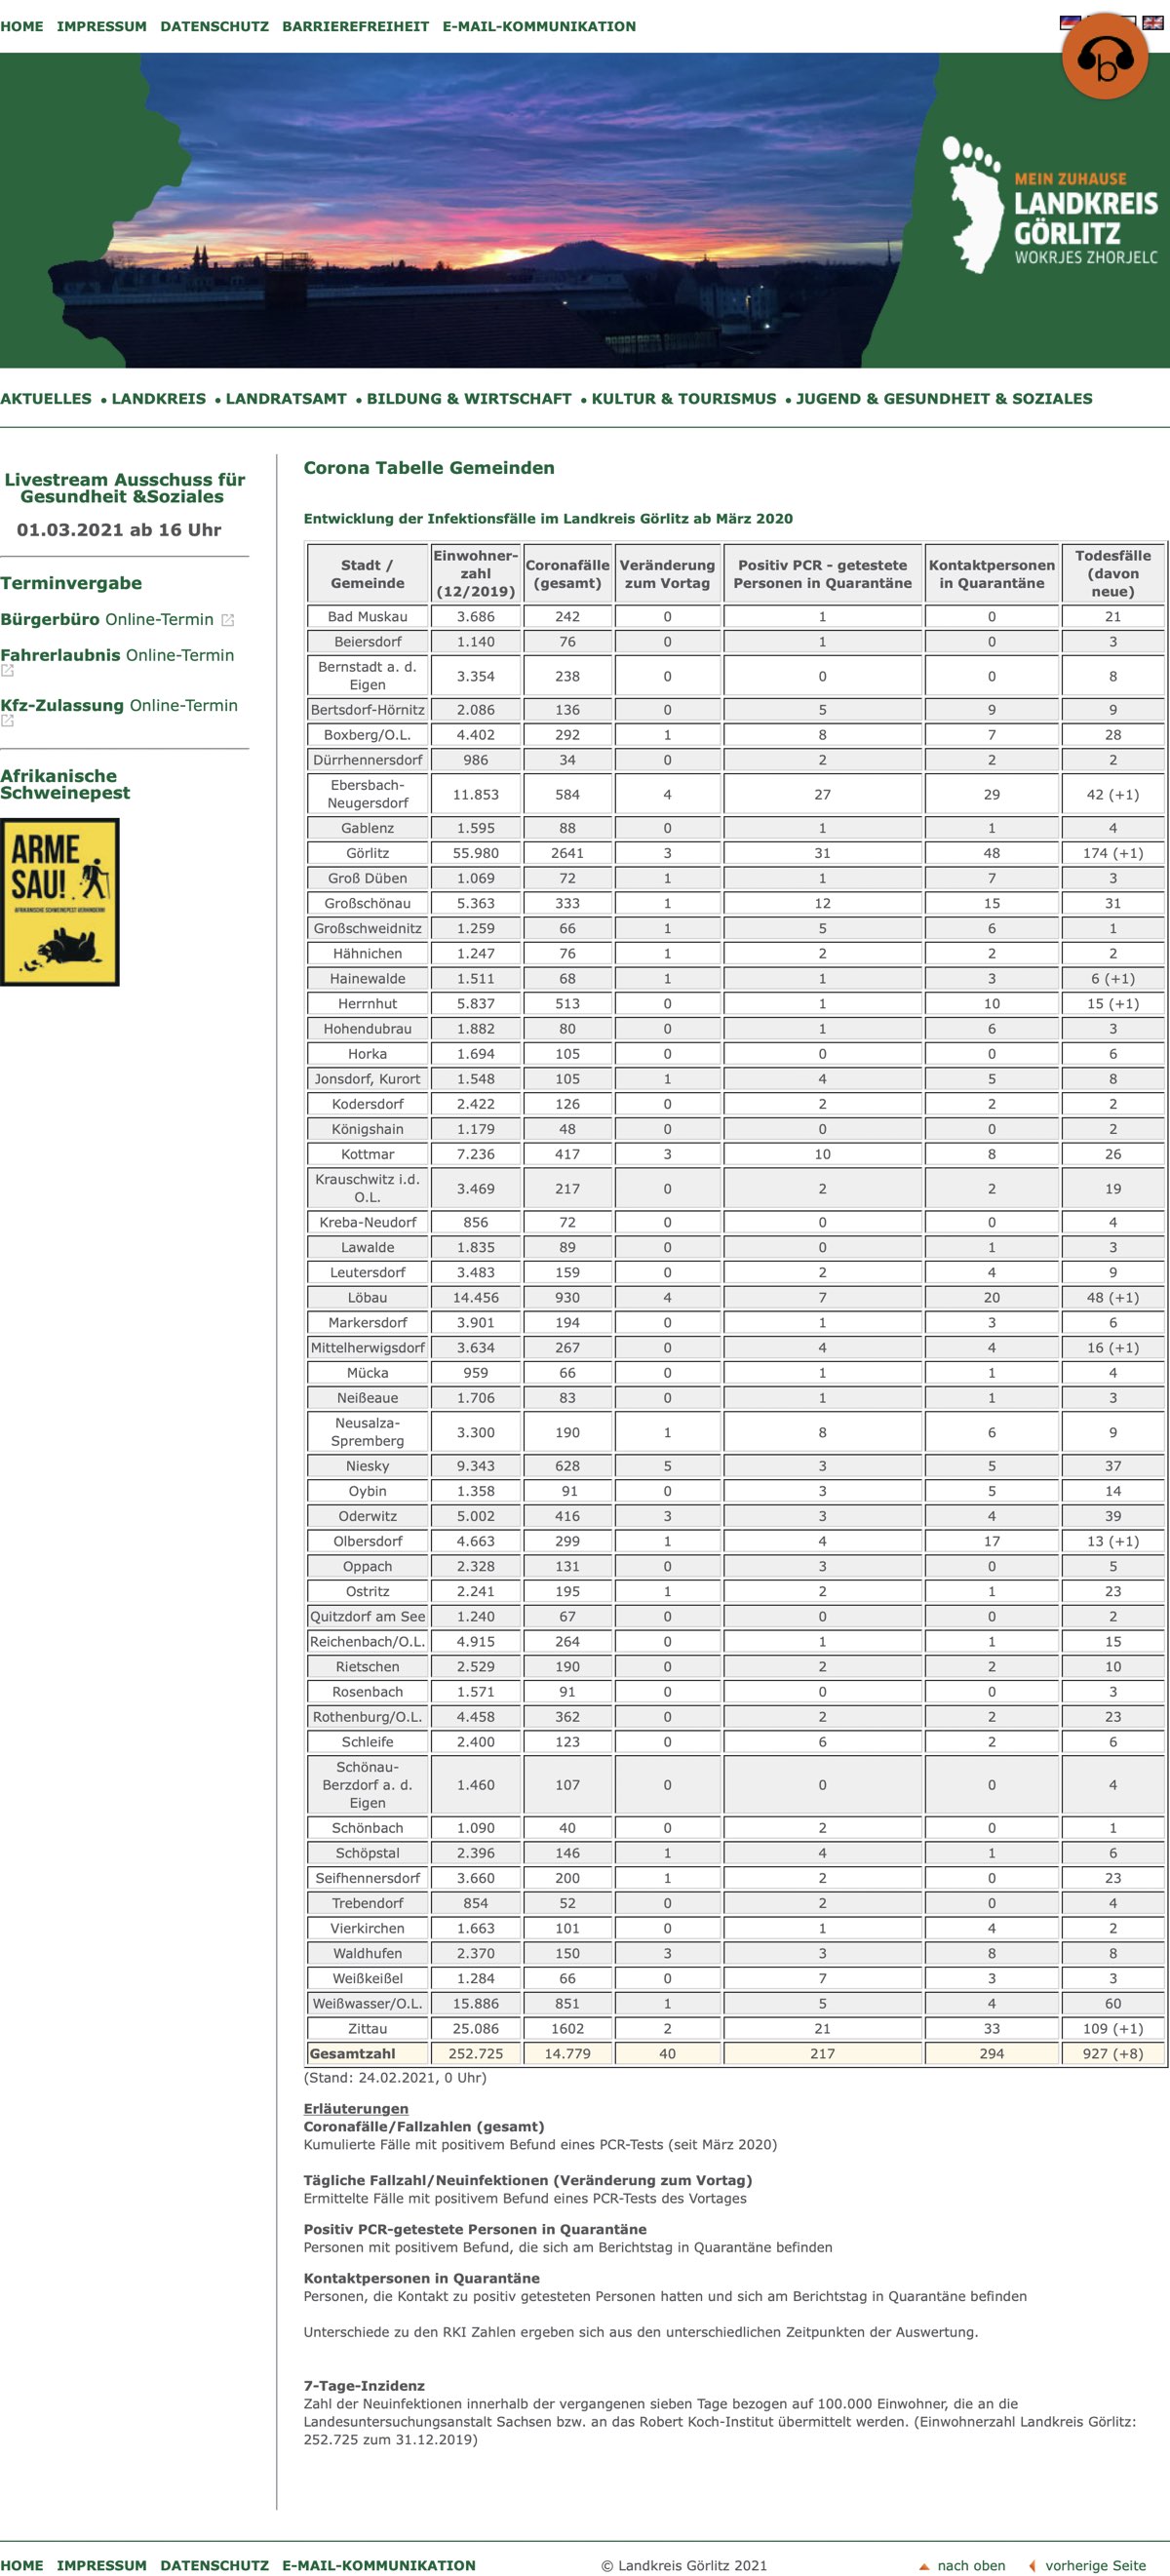 HOME IMPRESSUM DATENSCHUTZ BARRIEREFREIHEIT E-MAIL-KOMMUNIKATION
b
MEIN ZUHAUSE
LANDKREIS
GÖRLITZ
WOKRJES ZHORJELC
AKTUELLES • LANDKREIS • LANDRATSAMT • BILDUNG & WIRTSCHAFT • KULTUR & TOURISMUS • JUGEND & GESUNDHEIT & SOZIALES
Livestream Ausschuss für
Gesundheit &Soziales
01.03.2021 ab 16 Uhr
Terminvergabe
Bürgerbüro Online-Termin
Fahrerlaubnis Online-Termin
Kfz-Zulassung Online-Termin
Afrikanische
Schweinepest
ARME
SAU!
AFRIKANISCHE SCHWEINEPEST VERHINDERN!
Corona Tabelle Gemeinden
Entwicklung der Infektionsfälle im Landkreis Görlitz ab März 2020
Stadt / Gemeinde Einwohner-zahl (12/2019) Coronafälle (gesamt) Veränderung zum Vortag Positiv PCR - getestete Personen in Quarantäne Kontaktpersonen in Quarantäne Todesfälle (davon neue)
Bad Muskau 3.686 242 0 1 0 21
Beiersdorf 1.140 76 0 1 0 3
Bernstadt a. d. Eigen 3.354 238 0 0 0 8
Bertsdorf-Hörnitz 2.086 136 0 5 9 9
Boxberg/O.L. 4.402 292 1 8 7 28
Dürrhennersdorf 986 34 0 2 2 2
Ebersbach-Neugersdorf 11.853 584 4 27 29 42 (+1)
Gablenz 1.595 88 0 1 1 4
Görlitz 55.980 2641 3 31 48 174 (+1)
Groß Düben 1.069 72 1 1 7 3
Großschönau 5.363 333 1 12 15 31
Großschweidnitz 1.259 66 1 5 6 1
Hähnichen 1.247 76 1 2 2 2
Hainewalde 1.511 68 1 1 3 6 (+1)
Herrnhut 5.837 513 0 1 10 15 (+1)
Hohendubrau 1.882 80 0 1 6 3
Horka 1.694 105 0 0 0 6
Jonsdorf, Kurort 1.548 105 1 4 5 8
Kodersdorf 2.422 126 0 2 2 2
Königshain 1.179 48 0 0 0 2
Kottmar 7.236 417 3 10 8 26
Krauschwitz i.d. O.L. 3.469 217 0 2 2 19
Kreba-Neudorf 856 72 0 0 0 4
Lawalde 1.835 89 0 0 1 3
Leutersdorf 3.483 159 0 2 4 9
Löbau 14.456 930 4 7 20 48 (+1)
Markersdorf 3.901 194 0 1 3 6
Mittelherwigsdorf 3.634 267 0 4 4 16 (+1)
Mücka 959 66 0 1 1 4
Neißeaue 1.706 83 0 1 1 3
Neusalza-Spremberg 3.300 190 1 8 6 9
Niesky 9.343 628 5 3 5 37
Oybin 1.358 91 0 3 5 14
Oderwitz 5.002 416 3 3 4 39
Olbersdorf 4.663 299 1 4 17 13 (+1)
Oppach 2.328 131 0 3 0 5
Ostritz 2.241 195 1 2 1 23
Quitzdorf am See 1.240 67 0 0 0 2
Reichenbach/O.L. 4.915 264 0 1 1 15
Rietschen 2.529 190 0 2 2 10
Rosenbach 1.571 91 0 0 0 3
Rothenburg/O.L. 4.458 362 0 2 2 23
Schleife 2.400 123 0 6 2 6
Schönau-Berzdorf a. d. Eigen 1.460 107 0 0 0 4
Schönbach 1.090 40 0 2 0 1
Schöpstal 2.396 146 1 4 1 6
Seifhennersdorf 3.660 200 1 2 0 23
Trebendorf 854 52 0 2 0 4
Vierkirchen 1.663 101 0 1 4 2
Waldhufen 2.370 150 3 3 8 8
Weißkeißel 1.284 66 0 7 3 3
Weißwasser/O.L. 15.886 851 1 5 4 60
Zittau 25.086 1602 2 21 33 109 (+1)
Gesamtzahl 252.725 14.779 40 217 294 927 (+8)
(Stand: 24.02.2021, 0 Uhr)
Erläuterungen
Coronafälle/Fallzahlen (gesamt)
Kumulierte Fälle mit positivem Befund eines PCR-Tests (seit März 2020)
Tägliche Fallzahl/Neuinfektionen (Veränderung zum Vortag)
Ermittelte Fälle mit positivem Befund eines PCR-Tests des Vortages
Positiv PCR-getestete Personen in Quarantäne
Personen mit positivem Befund, die sich am Berichtstag in Quarantäne befinden
Kontaktpersonen in Quarantäne
Personen, die Kontakt zu positiv getesteten Personen hatten und sich am Berichtstag in Quarantäne befinden
Unterschiede zu den RKI Zahlen ergeben sich aus den unterschiedlichen Zeitpunkten der Auswertung.
7-Tage-Inzidenz
Zahl der Neuinfektionen innerhalb der vergangenen sieben Tage bezogen auf 100.000 Einwohner, die an die
Landesuntersuchungsanstalt Sachsen bzw. an das Robert Koch-Institut übermittelt werden. (Einwohnerzahl Landkreis Görlitz:
252.725 zum 31.12.2019)
HOME IMPRESSUM DATENSCHUTZ E-MAIL-KOMMUNIKATION © Landkreis Görlitz 2021 nach oben vorherige Seite